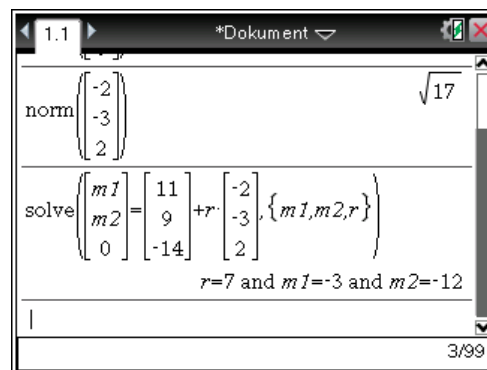 1.1 *Dokument
norm([-2 -3 2]) √17
solve([m1 m2 0]=[11 9 -14]+r·[-2 -3 2],{m1,m2,r})
r=7 and m1=-3 and m2=-12
3/99